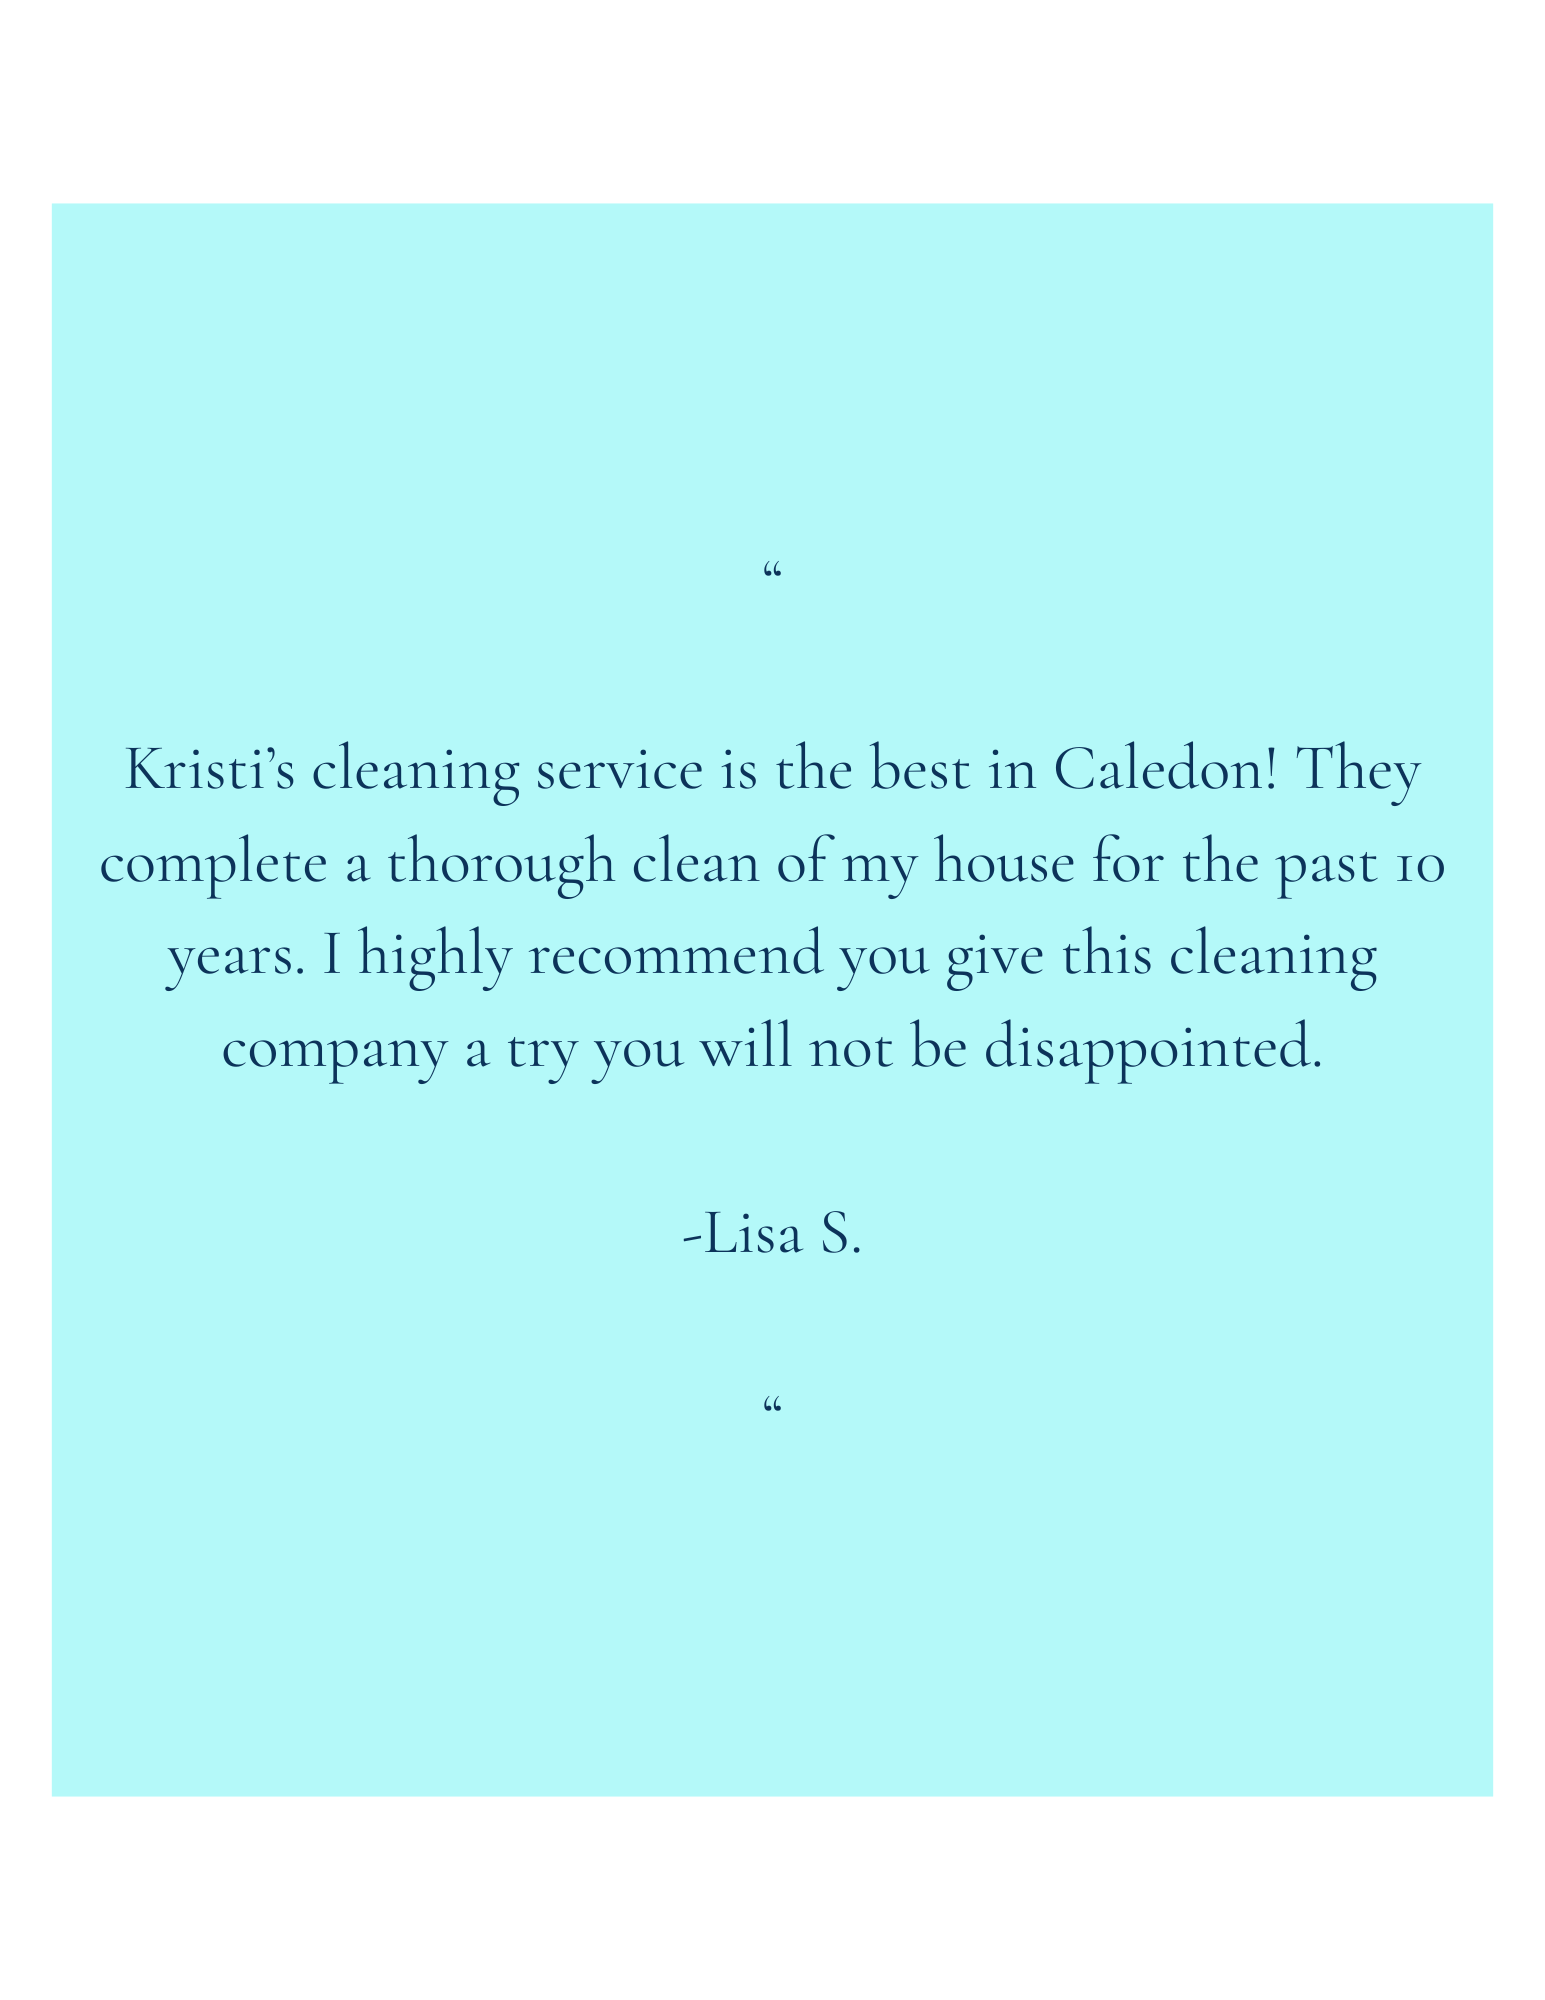 “
Kristi’s cleaning service is the best in Caledon! They
complete a thorough clean of my house for the past 10
years. I highly recommend you give this cleaning
company a try you will not be disappointed.
-Lisa S.
“